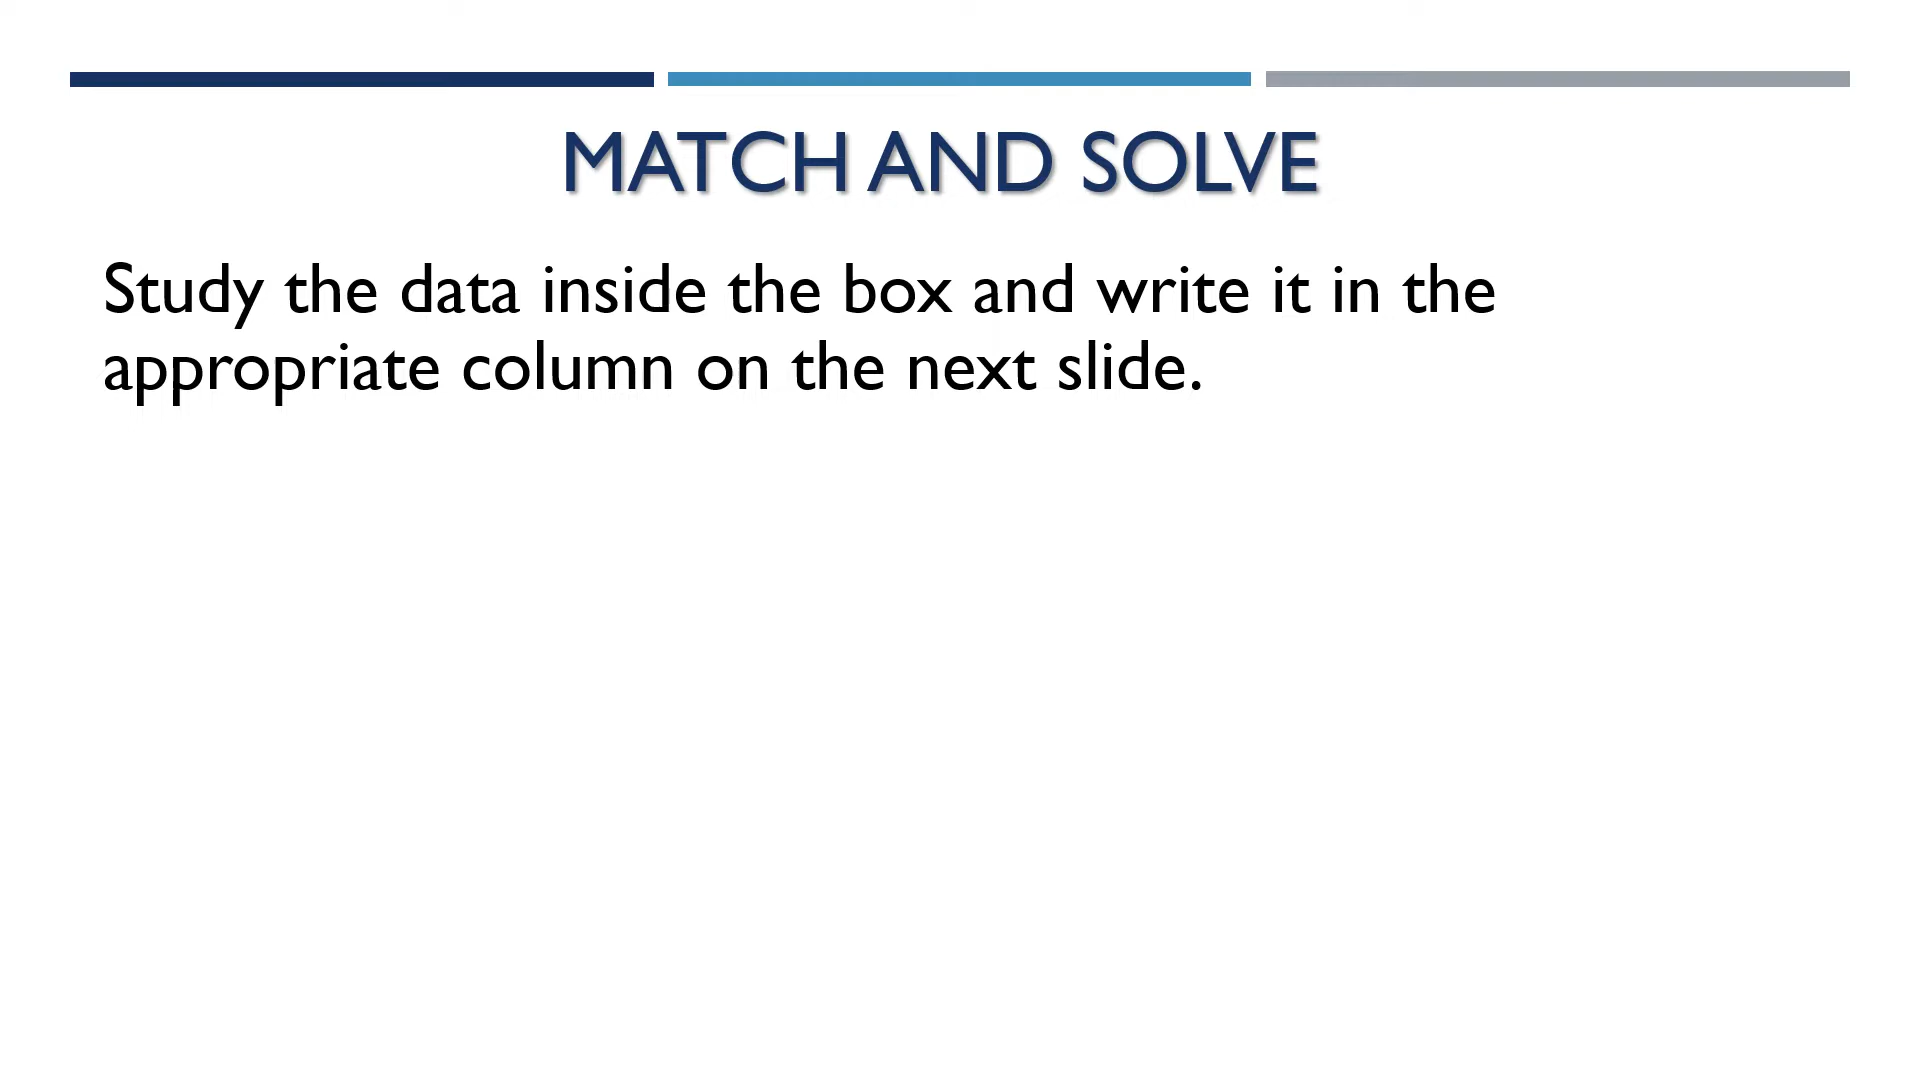 MATCH AND SOLVE
Study the data inside the box and write it in the
appropriate column on the next slide.